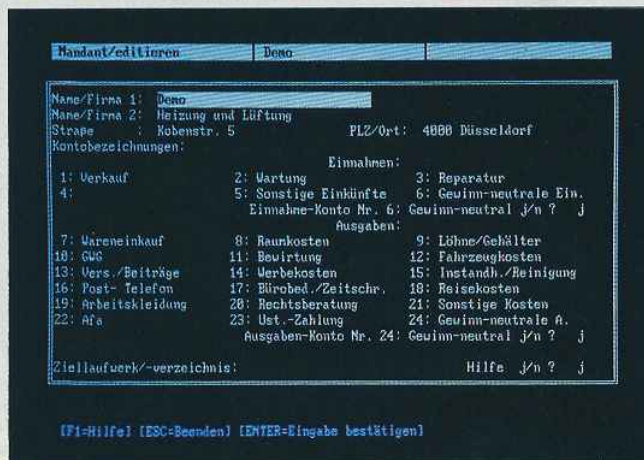 Mandant/editieren Demo
Name/Firma 1: Demo
Name/Firma 2: Heizung und Lüftung
Straße : Kobenstr. 5 PLZ/Ort: 4000 Düsseldorf
Kontobezeichnungen:
Einnahmen:
1: Verkauf 2: Wartung 3: Reparatur
4: 5: Sonstige Einkünfte 6: Gewinn-neutrale Ein.
Einnahme-Konto Nr. 6: Gewinn-neutral j/n ? j
Ausgaben:
7: Wareneinkauf 8: Raumkosten 9: Löhne/Gehälter
10: GWG 11: Bewirtung 12: Fahrzeugkosten
13: Vers./Beiträge 14: Werbekosten 15: Instandh./Reinigung
16: Post- Telefon 17: Bürobed./Zeitschr. 18: Reisekosten
19: Arbeitskleidung 20: Rechtsberatung 21: Sonstige Kosten
22: Afa 23: Ust.-Zahlung 24: Gewinn-neutrale A.
Ausgaben-Konto Nr. 24: Gewinn-neutral j/n ? j
Ziellaufwerk/-verzeichnis: Hilfe j/n ? j
[F1=Hilfe] [ESC=Beenden] [ENTER=Eingabe bestätigen]